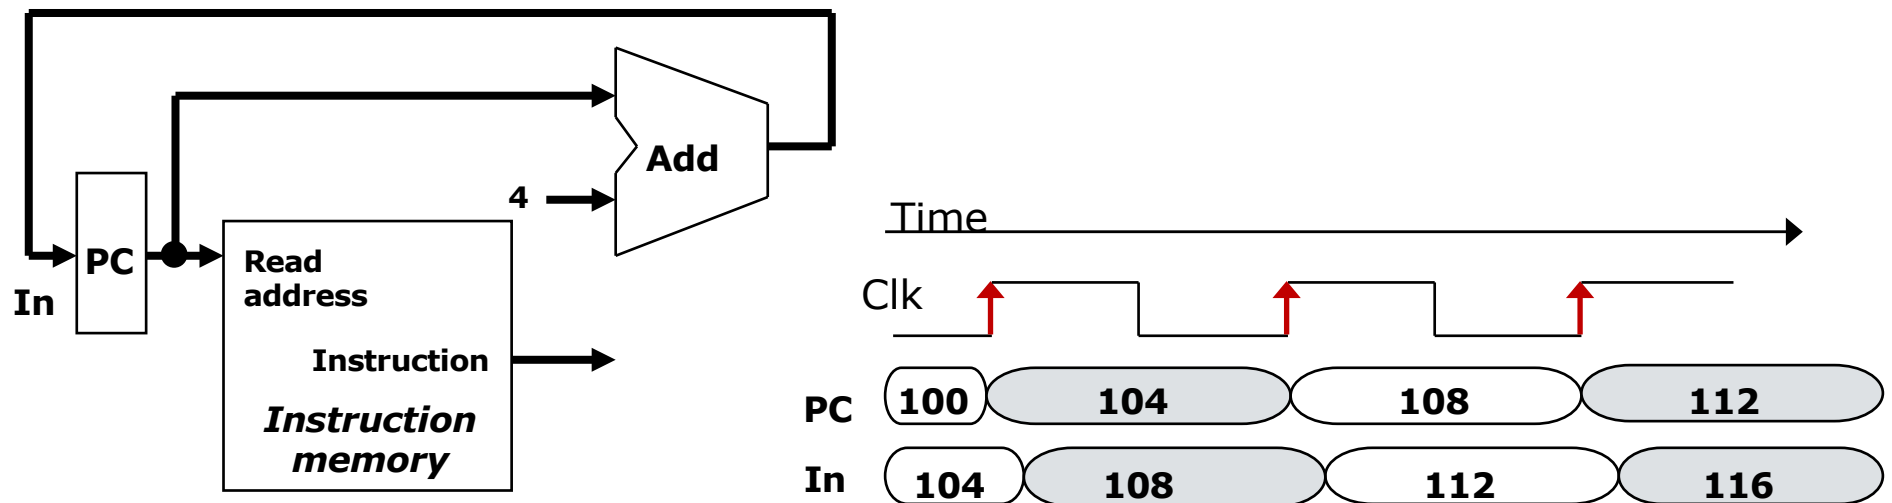 Add
4
PC
In
Read
address
Instruction
Instruction
memory
Time
Clk
PC 100 104 108 112
In 104 108 112 116